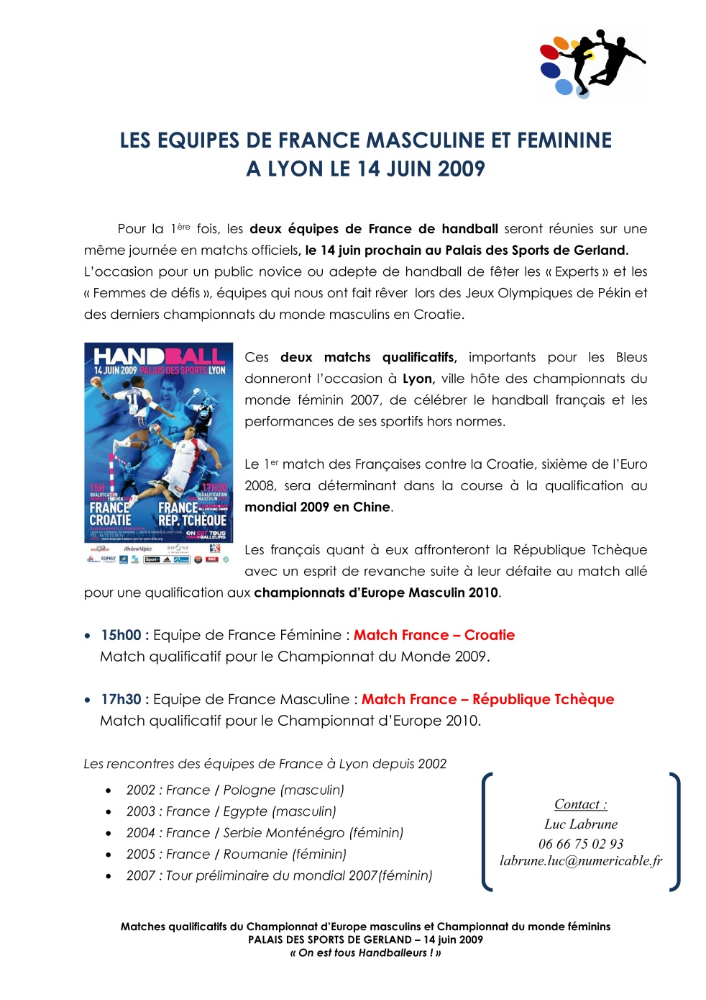 LES EQUIPES DE FRANCE MASCULINE ET FEMININE
A LYON LE 14 JUIN 2009
Pour la 1ère fois, les deux équipes de France de handball seront réunies sur une
même journée en matchs officiels, le 14 juin prochain au Palais des Sports de Gerland.
L'occasion pour un public novice ou adepte de handball de fêter les « Experts » et les
« Femmes de défis », équipes qui nous ont fait rêver lors des Jeux Olympiques de Pékin et
des derniers championnats du monde masculins en Croatie.
HANDBALL
14 JUIN 2009 PALAIS DES SPORTS LYON
11
13
15H
QUALIFICATION
FRANCE
CROATIE
17H30
QUALIFICATION
FRANCE
RÉP. TCHÈQUE
ON EST TOUS
HANDBALLEURS
RhôneAlpes
RHÔNE
COFELY
Sport+
adidas
Ces deux matchs qualificatifs, importants pour les Bleus
donneront l'occasion à Lyon, ville hôte des championnats du
monde féminin 2007, de célébrer le handball français et les
performances de ses sportifs hors normes.
Le 1er match des Françaises contre la Croatie, sixième de l'Euro
2008, sera déterminant dans la course à la qualification au
mondial 2009 en Chine.
Les français quant à eux affronteront la République Tchèque
avec un esprit de revanche suite à leur défaite au match allé
pour une qualification aux championnats d'Europe Masculin 2010.
• 15h00 : Equipe de France Féminine : Match France – Croatie
Match qualificatif pour le Championnat du Monde 2009.
• 17h30 : Equipe de France Masculine : Match France – République Tchèque
Match qualificatif pour le Championnat d'Europe 2010.
Les rencontres des équipes de France à Lyon depuis 2002
• 2002 : France / Pologne (masculin)
• 2003 : France / Egypte (masculin)
• 2004 : France / Serbie Monténégro (féminin)
• 2005 : France / Roumanie (féminin)
• 2007 : Tour préliminaire du mondial 2007(féminin)
Contact :
Luc Labrune
06 66 75 02 93
labrune.luc@numericable.fr
Matches qualificatifs du Championnat d'Europe masculins et Championnat du monde féminins
PALAIS DES SPORTS DE GERLAND – 14 juin 2009
« On est tous Handballeurs ! »